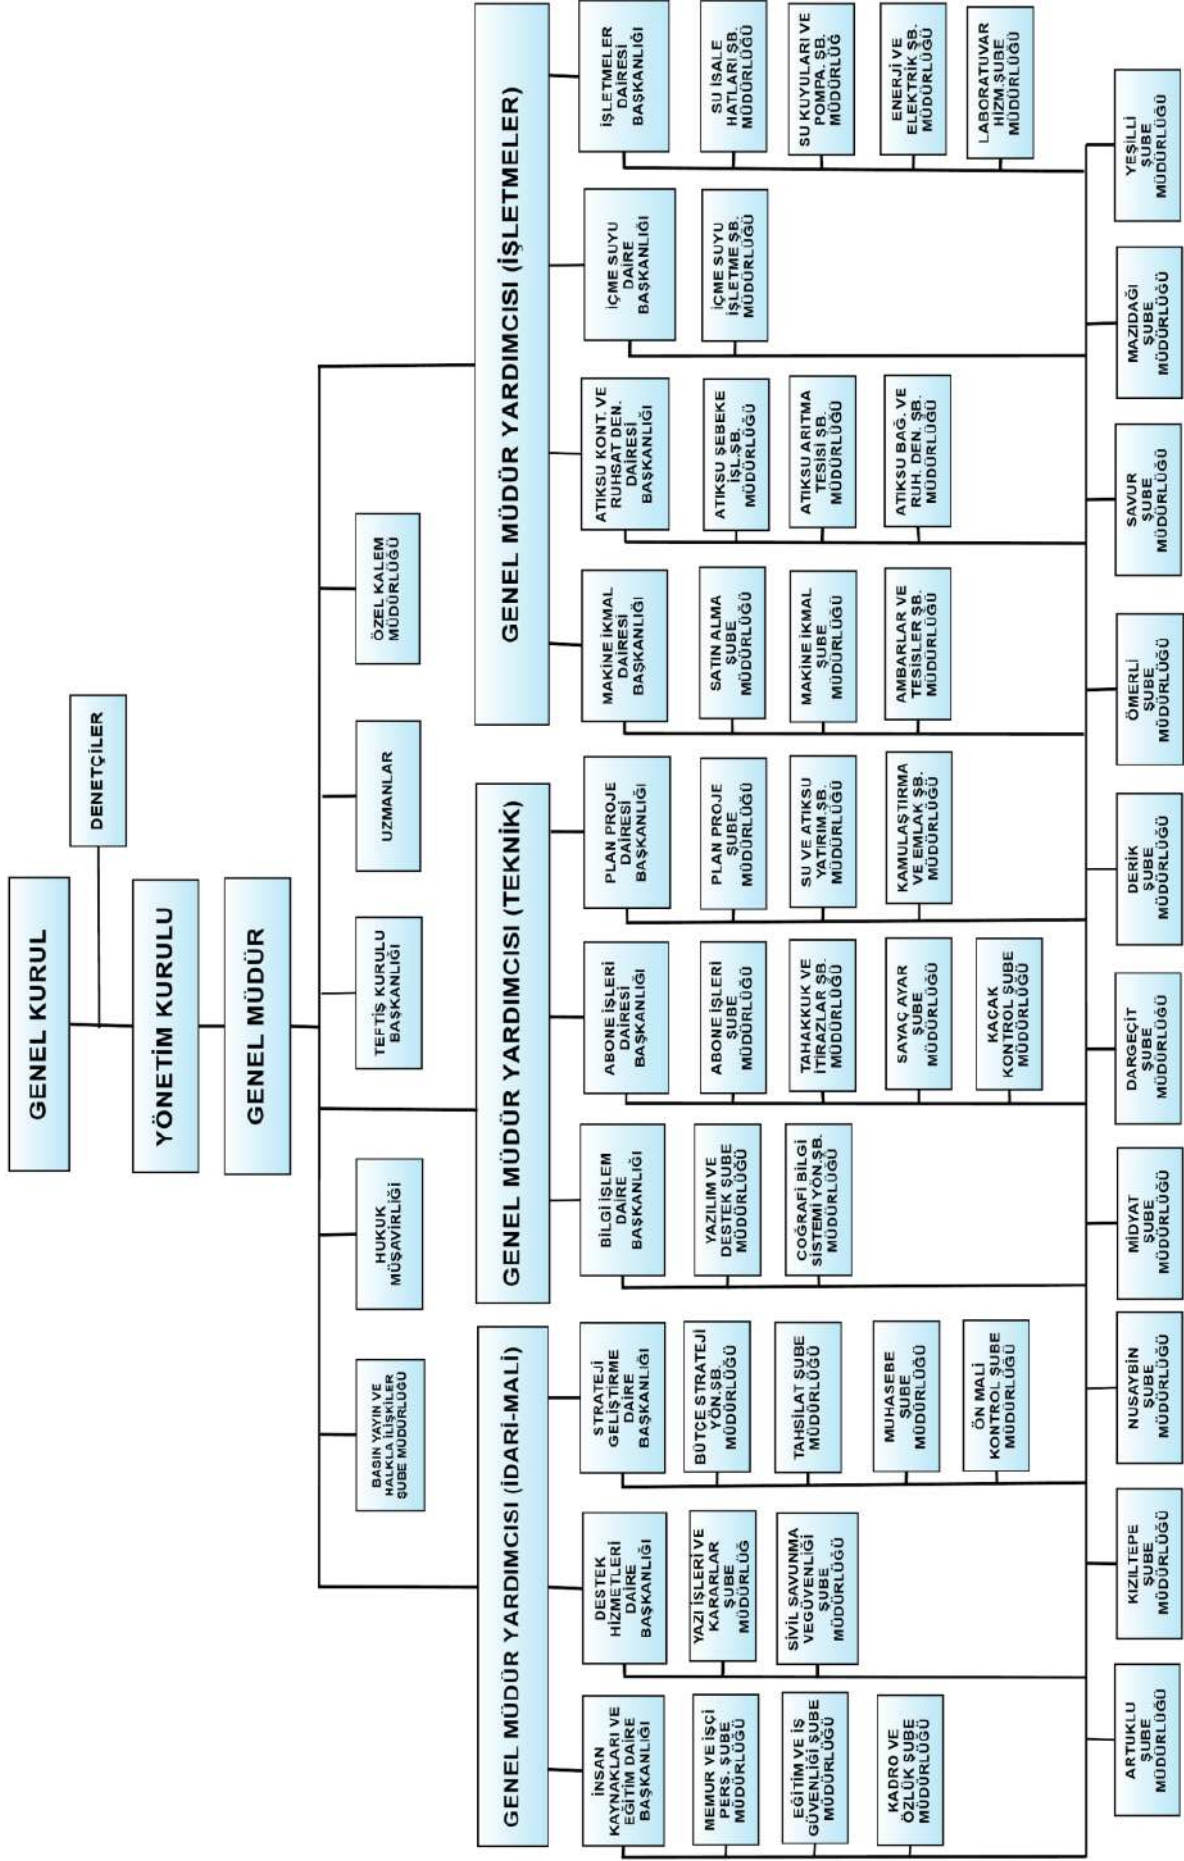 GENEL KURUL
DENETÇİLER
YÖNETİM KURULU
GENEL MÜDÜR
BASIN YAYIN VE
HALKLA İLİŞKİLER
ŞUBE MÜDÜRLÜĞÜ
HUKUK
MÜŞAVİRLİĞİ
TEFTİŞ KURULU
BAŞKANLIĞI
UZMANLAR
ÖZEL KALEM
MÜDÜRLÜĞÜ
GENEL MÜDÜR YARDIMCISI (İDARİ-MALİ)
GENEL MÜDÜR YARDIMCISI (TEKNİK)
GENEL MÜDÜR YARDIMCISI (İŞLETMELER)
İNSAN
KAYNAKLARI VE
EĞİTİM DAİRE
BAŞKANLIĞI
MEMUR VE İŞÇİ
PERS. ŞUBE
MÜDÜRLÜĞÜ
EĞİTİM VE İŞ
GÜVENLİĞİ ŞUBE
MÜDÜRLÜĞÜ
KADRO VE
ÖZLÜK ŞUBE
MÜDÜRLÜĞÜ
DESTEK
HİZMETLERİ
DAİRE
BAŞKANLIĞI
YAZI İŞLERİ VE
KARARLAR
ŞUBE
MÜDÜRLÜĞ
SİVİL SAVUNMA
VEGÜVENLİĞİ
ŞUBE
MÜDÜRLÜĞÜ
STRATEJİ
GELİŞTİRME
DAİRE
BAŞKANLIĞI
BÜTÇE STRATEJİ
YÖN.ŞB.
MÜDÜRLÜĞÜ
TAHSİLAT ŞUBE
MÜDÜRLÜĞÜ
MUHASEBE
ŞUBE
MÜDÜRLÜĞÜ
ÖN MALİ
KONTROL ŞUBE
MÜDÜRLÜĞÜ
BİLGİ İŞLEM
DAİRE
BAŞKANLIĞI
YAZILIM VE
DESTEK ŞUBE
MÜDÜRLÜĞÜ
COĞRAFİ BİLGİ
SİSTEMİ YÖN.ŞB.
MÜDÜRLÜĞÜ
ABONE İŞLERİ
DAİRESİ
BAŞKANLIĞI
ABONE İŞLERİ
ŞUBE
MÜDÜRLÜĞÜ
TAHAKKUK VE
İTİRAZLAR ŞB.
MÜDÜRLÜĞÜ
SAYAÇ AYAR
ŞUBE
MÜDÜRLÜĞÜ
KAÇAK
KONTROL ŞUBE
MÜDÜRLÜĞÜ
PLAN PROJE
DAİRESİ
BAŞKANLIĞI
PLAN PROJE
ŞUBE
MÜDÜRLÜĞÜ
SU VE ATIKSU
YATIRIM.ŞB.
MÜDÜRLÜĞÜ
KAMULAŞTIRMA
VE EMLAK ŞB.
MÜDÜRLÜĞÜ
MAKİNE İKMAL
DAİRESİ
BAŞKANLIĞI
SATIN ALMA
ŞUBE
MÜDÜRLÜĞÜ
MAKİNE İKMAL
ŞUBE
MÜDÜRLÜĞÜ
AMBARLAR VE
TESİSLER ŞB.
MÜDÜRLÜĞÜ
ATIKSU KONT. VE
RUHSAT DEN.
DAİRESİ
BAŞKANLIĞI
ATIKSU ŞEBEKE
İŞL.ŞB.
MÜDÜRLÜĞÜ
ATIKSU ARITMA
TESİSİ ŞB.
MÜDÜRLÜĞÜ
ATIKSU BAĞ. VE
RUH. DEN. ŞB.
MÜDÜRLÜĞÜ
İÇME SUYU
DAİRE
BAŞKANLIĞI
İÇME SUYU
İŞLETME ŞB.
MÜDÜRLÜĞÜ
İŞLETMELER
DAİRESİ
BAŞKANLIĞI
SU İSALE
HATLARI ŞB.
MÜDÜRLÜĞÜ
SU KUYULARI VE
POMPA. ŞB.
MÜDÜRLÜĞ
ENERJİ VE
ELEKTRİK ŞB.
MÜDÜRLÜĞÜ
LABORATUVAR
HİZM.ŞUBE
MÜDÜRLÜĞÜ
ARTUKLU
ŞUBE
MÜDÜRLÜĞÜ
KIZILTEPE
ŞUBE
MÜDÜRLÜĞÜ
NUSAYBİN
ŞUBE
MÜDÜRLÜĞÜ
MİDYAT
ŞUBE
MÜDÜRLÜĞÜ
DARGEÇİT
ŞUBE
MÜDÜRLÜĞÜ
DERİK
ŞUBE
MÜDÜRLÜĞÜ
ÖMERLİ
ŞUBE
MÜDÜRLÜĞÜ
SAVUR
ŞUBE
MÜDÜRLÜĞÜ
MAZIDAĞI
ŞUBE
MÜDÜRLÜĞÜ
YEŞİLLİ
ŞUBE
MÜDÜRLÜĞÜ